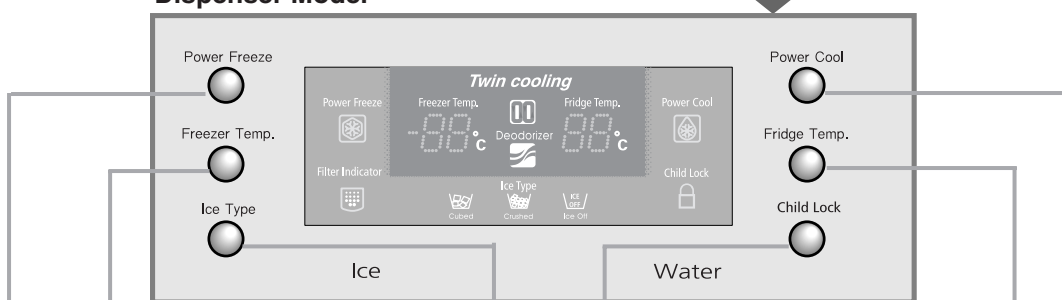 Dispenser Model
Power Freeze
Power Cool
Twin cooling
Power Freeze
Freezer Temp.
Fridge Temp.
Power Cool
-88°c
88°c
Freezer Temp.
Deodorizer
Fridge Temp.
Filter Indicator
Child Lock
Ice Type
Ice Type
ICE
OFF
Child Lock
Cubed
Crushed
Ice Off
Ice
Water